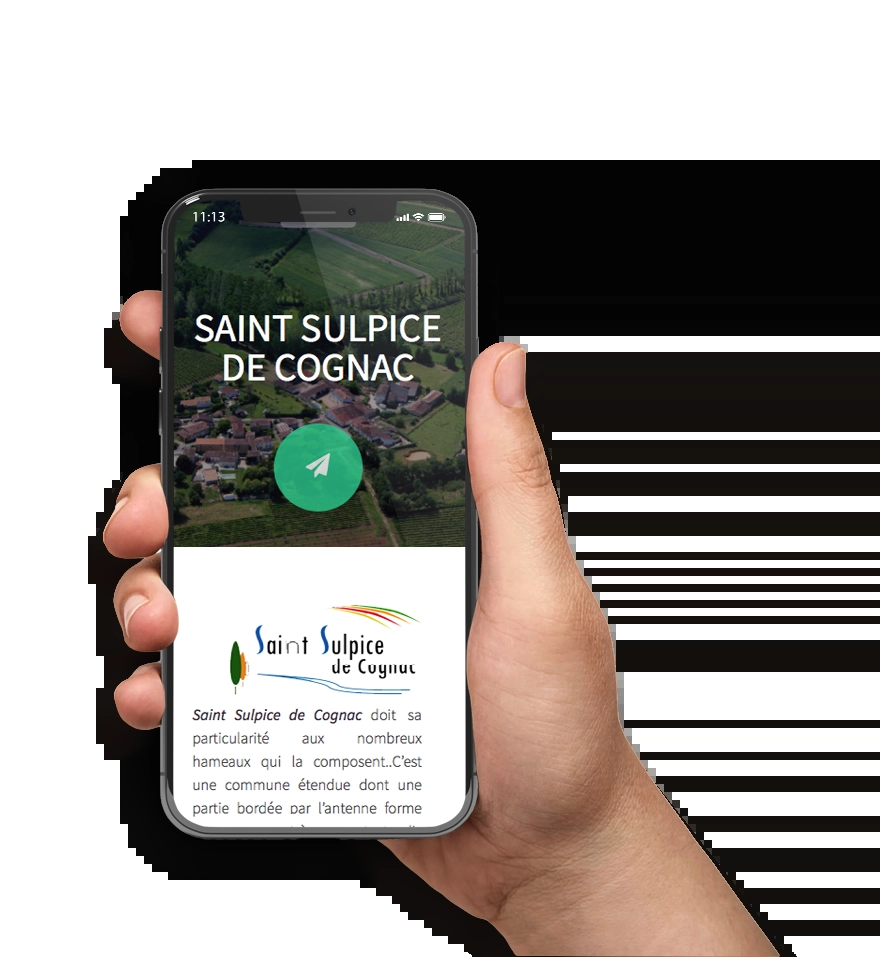 11:13
SAINT SULPICE
DE COGNAC
Saint Sulpice
de Cognac
Saint Sulpice de Cognac doit sa
particularité aux nombreux
hameaux qui la composent..C'est
une commune étendue dont une
partie bordée par l'antenne forme